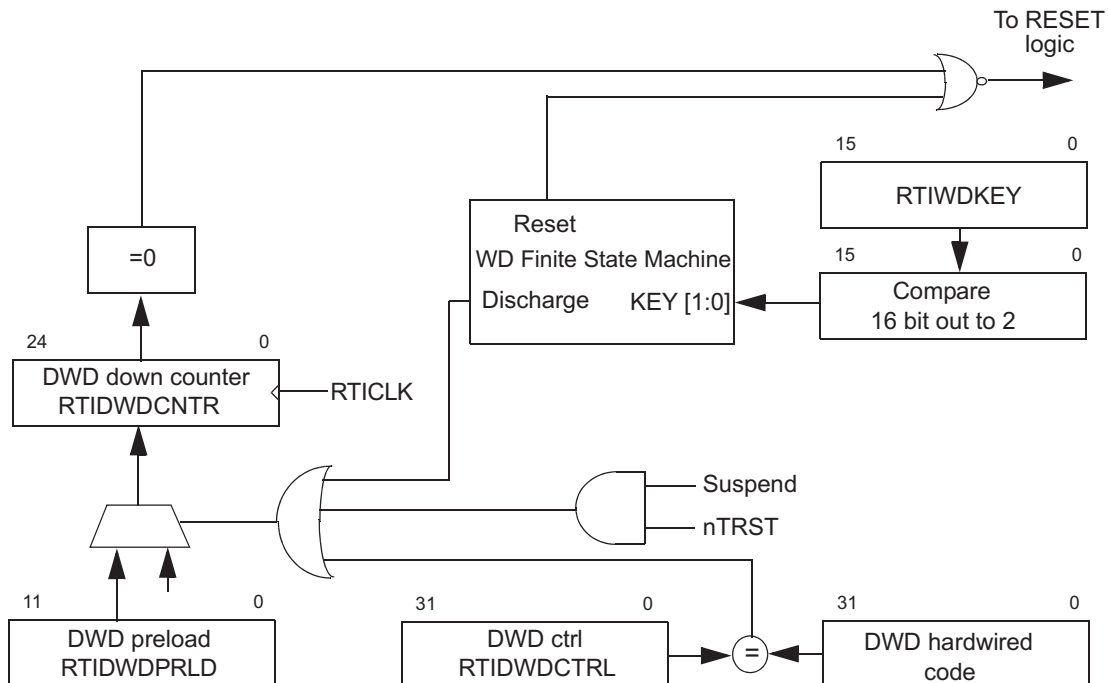 To RESET
logic
15 0
RTIWDKEY
Reset
WD Finite State Machine
Discharge KEY [1:0]
15 0
Compare
16 bit out to 2
=0
24 0
DWD down counter
RTIDWDCNTR
RTICLK
Suspend
nTRST
11 0
DWD preload
RTIDWDPRLD
31 0
DWD ctrl
RTIDWDCTRL
=
31 0
DWD hardwired
code